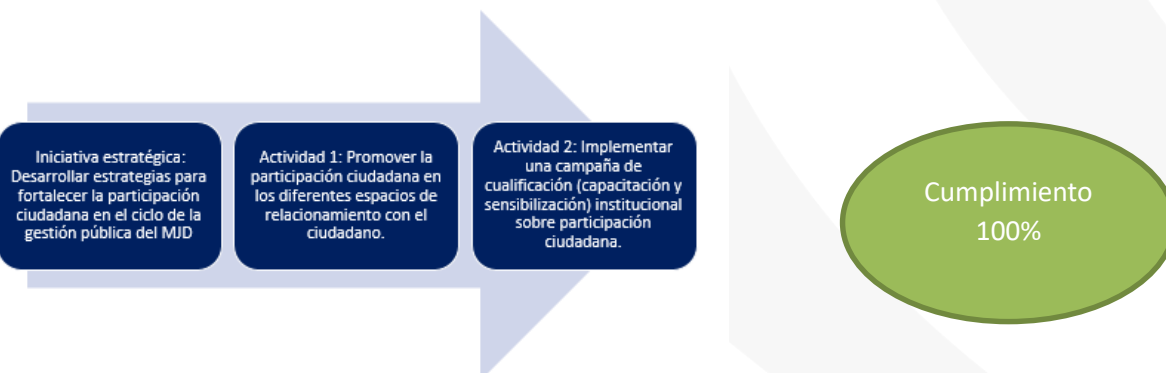 Iniciativa estratégica:
Desarrollar estrategias para
fortalecer la participación
ciudadana en el ciclo de la
gestión pública del MJD
Actividad 1: Promover la
participación ciudadana en
los diferentes espacios de
relacionamiento con el
ciudadano.
Actividad 2: Implementar
una campaña de
cualificación (capacitación y
sensibilización) institucional
sobre participación
ciudadana.
Cumplimiento
100%